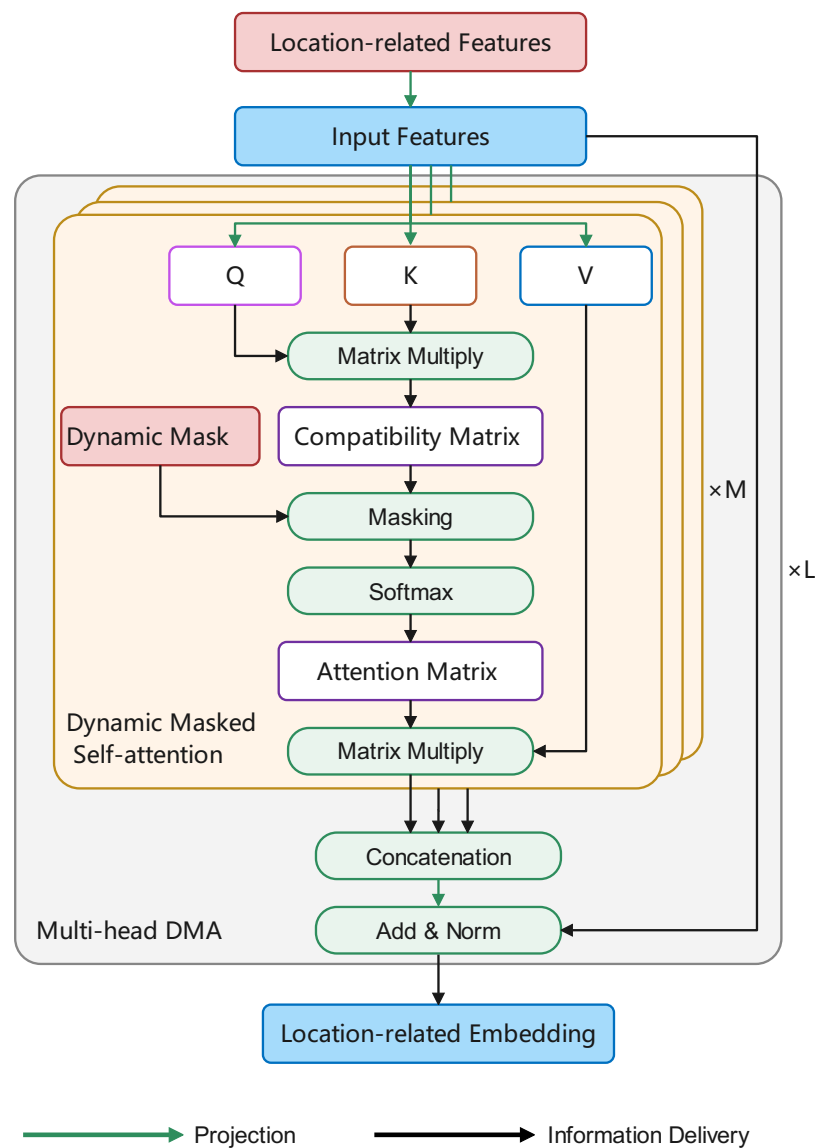 Location-related Features
Input Features
Q
K
V
Matrix Multiply
Dynamic Mask
Compatibility Matrix
Masking
×M
Softmax
×L
Attention Matrix
Dynamic Masked
Self-attention
Matrix Multiply
Concatenation
Multi-head DMA
Add & Norm
Location-related Embedding
Projection
Information Delivery